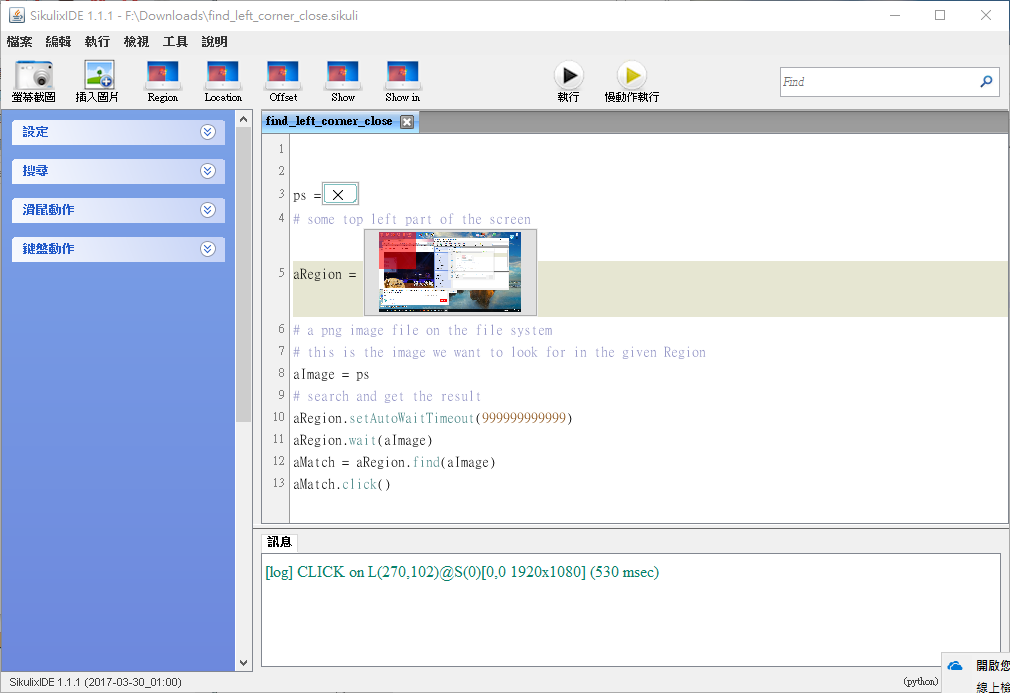 SikulixIDE 1.1.1 - F:\Downloads\find_left_corner_close.sikuli
檔案 編輯 執行 檢視 工具 說明
螢幕截圖 插入圖片 Region Location Offset Show Show in 執行 慢動作執行 Find
設定
搜尋
滑鼠動作
鍵盤動作
find_left_corner_close
1
2
3 ps =
4 # some top left part of the screen
5 aRegion =
6 # a png image file on the file system
7 # this is the image we want to look for in the given Region
8 aImage = ps
9 # search and get the result
10 aRegion.setAutoWaitTimeout(999999999999)
11 aRegion.wait(aImage)
12 aMatch = aRegion.find(aImage)
13 aMatch.click()
訊息
[log] CLICK on L(270,102)@S(0)[0,0 1920x1080] (530 msec)
SikulixIDE 1.1.1 (2017-03-30_01:00)
(python)
開啟您
線上檢